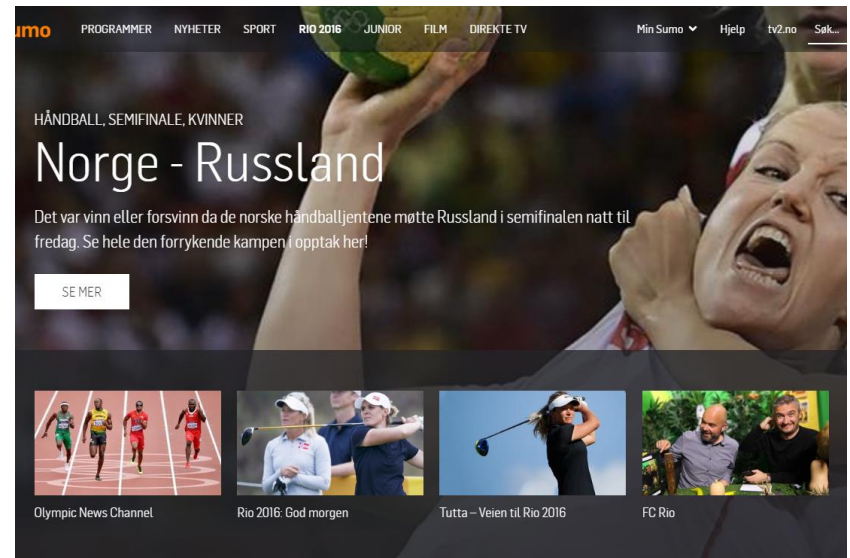 umo PROGRAMMER NYHETER SPORT RIO 2016 JUNIOR FILM DIREKTE TV Min Sumo Hjelp tv2.no Søk...
HÅNDBALL, SEMIFINALE, KVINNER
Norge - Russland
Det var vinn eller forsvinn da de norske håndballjentene møtte Russland i semifinalen natt til
fredag. Se hele den forrykende kampen i opptak her!
SE MER
Olympic News Channel
Rio 2016: God morgen
Tutta – Veien til Rio 2016
FC Rio